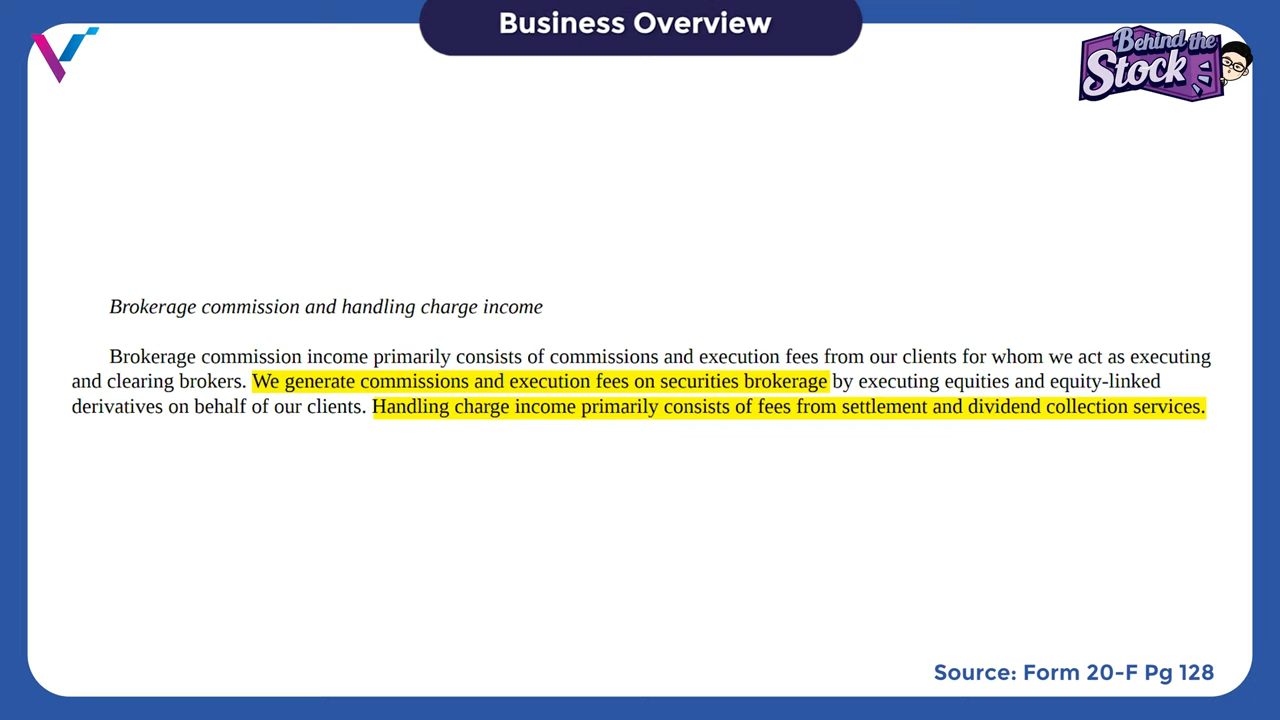 Business Overview
Behind the
Stock
Brokerage commission and handling charge income
Brokerage commission income primarily consists of commissions and execution fees from our clients for whom we act as executing
and clearing brokers. We generate commissions and execution fees on securities brokerage by executing equities and equity-linked
derivatives on behalf of our clients. Handling charge income primarily consists of fees from settlement and dividend collection services.
Source: Form 20-F Pg 128